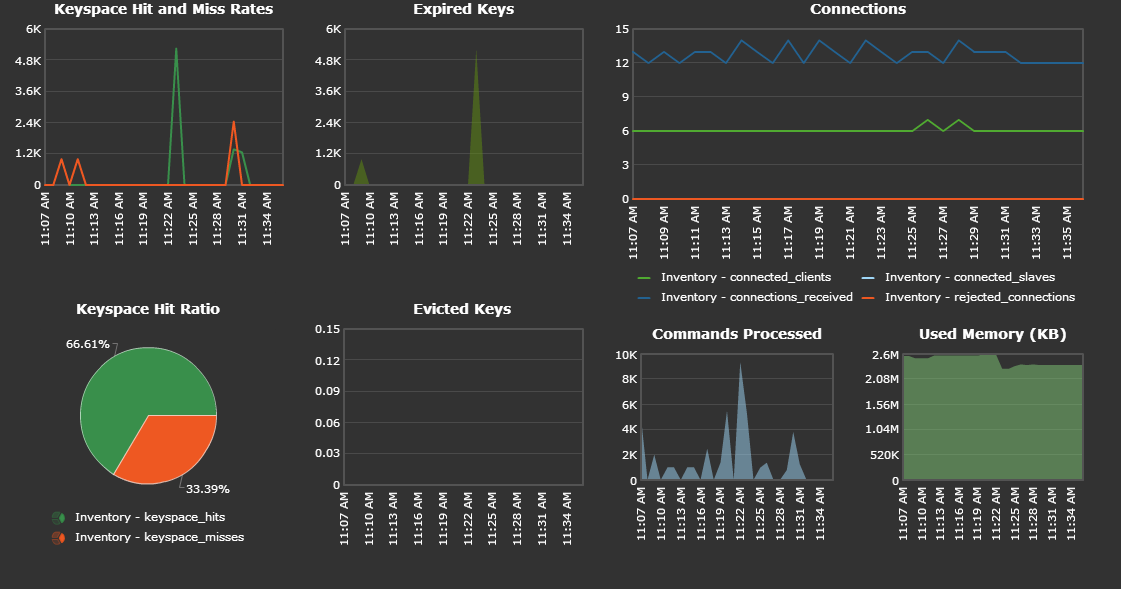 Keyspace Hit and Miss Rates
6K
4.8K
3.6K
2.4K
1.2K
0
11:07 AM
11:10 AM
11:13 AM
11:16 AM
11:19 AM
11:22 AM
11:25 AM
11:28 AM
11:31 AM
11:34 AM
Expired Keys
6K
4.8K
3.6K
2.4K
1.2K
0
11:07 AM
11:10 AM
11:13 AM
11:16 AM
11:19 AM
11:22 AM
11:25 AM
11:28 AM
11:31 AM
11:34 AM
Connections
15
12
9
6
3
0
11:07 AM
11:09 AM
11:11 AM
11:13 AM
11:15 AM
11:17 AM
11:19 AM
11:21 AM
11:23 AM
11:25 AM
11:27 AM
11:29 AM
11:31 AM
11:33 AM
11:35 AM
Inventory - connected_clients
Inventory - connected_slaves
Inventory - connections_received
Inventory - rejected_connections
Keyspace Hit Ratio
66.61%
33.39%
Inventory - keyspace_hits
Inventory - keyspace_misses
Evicted Keys
0.15
0.12
0.09
0.06
0.03
0
11:07 AM
11:10 AM
11:13 AM
11:16 AM
11:19 AM
11:22 AM
11:25 AM
11:28 AM
11:31 AM
11:34 AM
Commands Processed
10K
8K
6K
4K
2K
0
11:07 AM
11:10 AM
11:13 AM
11:16 AM
11:19 AM
11:22 AM
11:25 AM
11:28 AM
11:31 AM
11:34 AM
Used Memory (KB)
2.6M
2.08M
1.56M
1.04M
520K
0
11:07 AM
11:10 AM
11:13 AM
11:16 AM
11:19 AM
11:22 AM
11:25 AM
11:28 AM
11:31 AM
11:34 AM